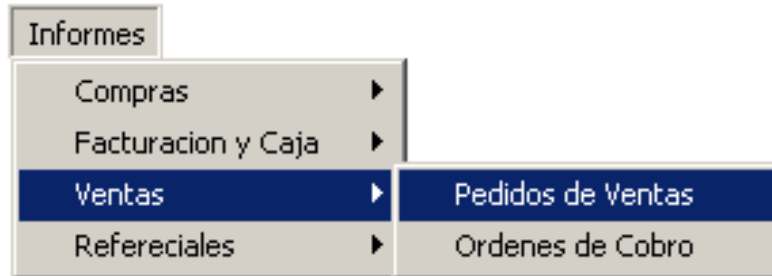 Informes
Compras
Facturacion y Caja
Ventas
Pedidos de Ventas
Refereciales
Ordenes de Cobro